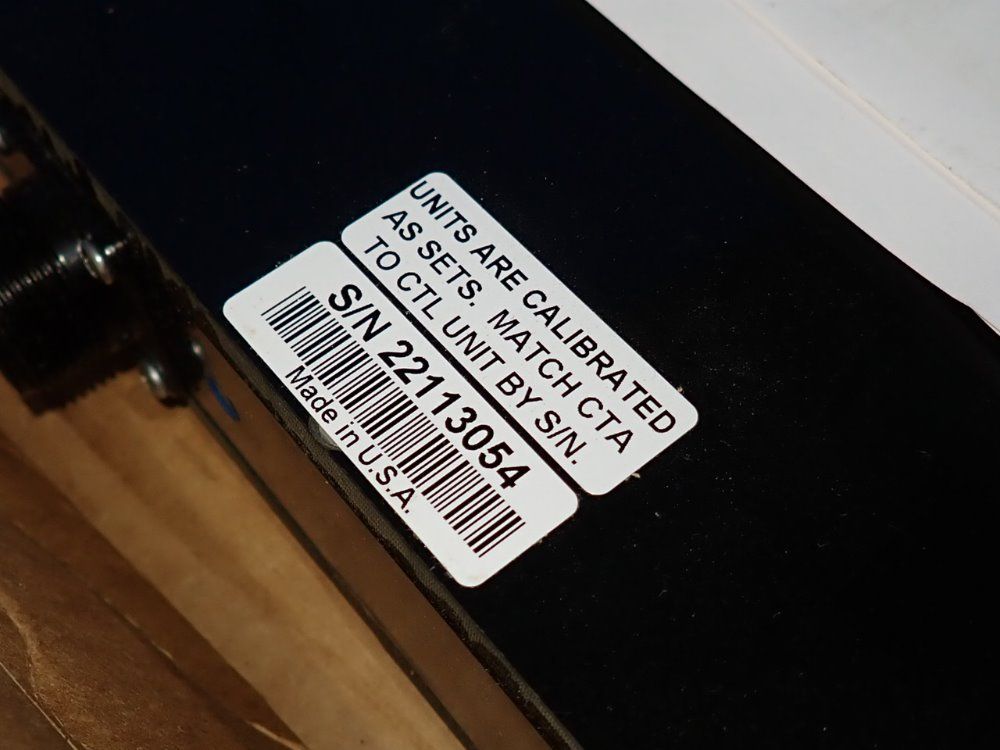 UNITS ARE CALIBRATED
AS SETS. MATCH CTA
TO CTL UNIT BY S/N.
S/N 22113054
Made in U.S.A.